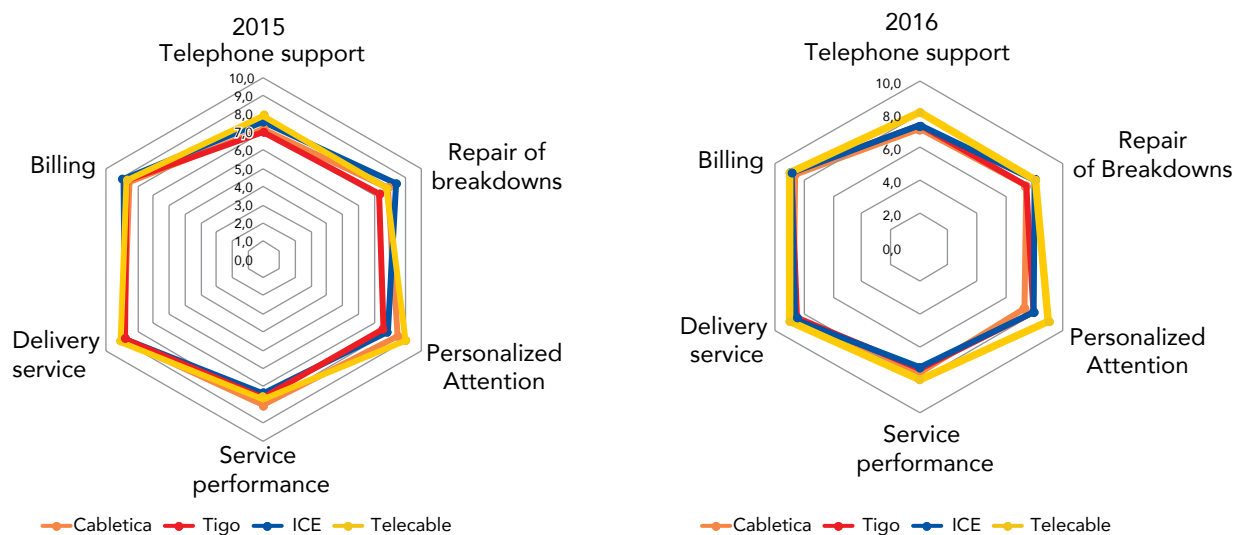 2015
Telephone support
10,0
9,0
8,0
7,0
6,0
5,0
4,0
3,0
2,0
1,0
0,0
Billing
Repair of
breakdowns
Delivery
service
Personalized
Attention
Service
performance
Cabletica Tigo ICE Telecable
2016
Telephone support
10,0
8,0
6,0
4,0
2,0
0,0
Billing
Repair
of Breakdowns
Delivery
service
Personalized
Attention
Service
performance
Cabletica Tigo ICE Telecable